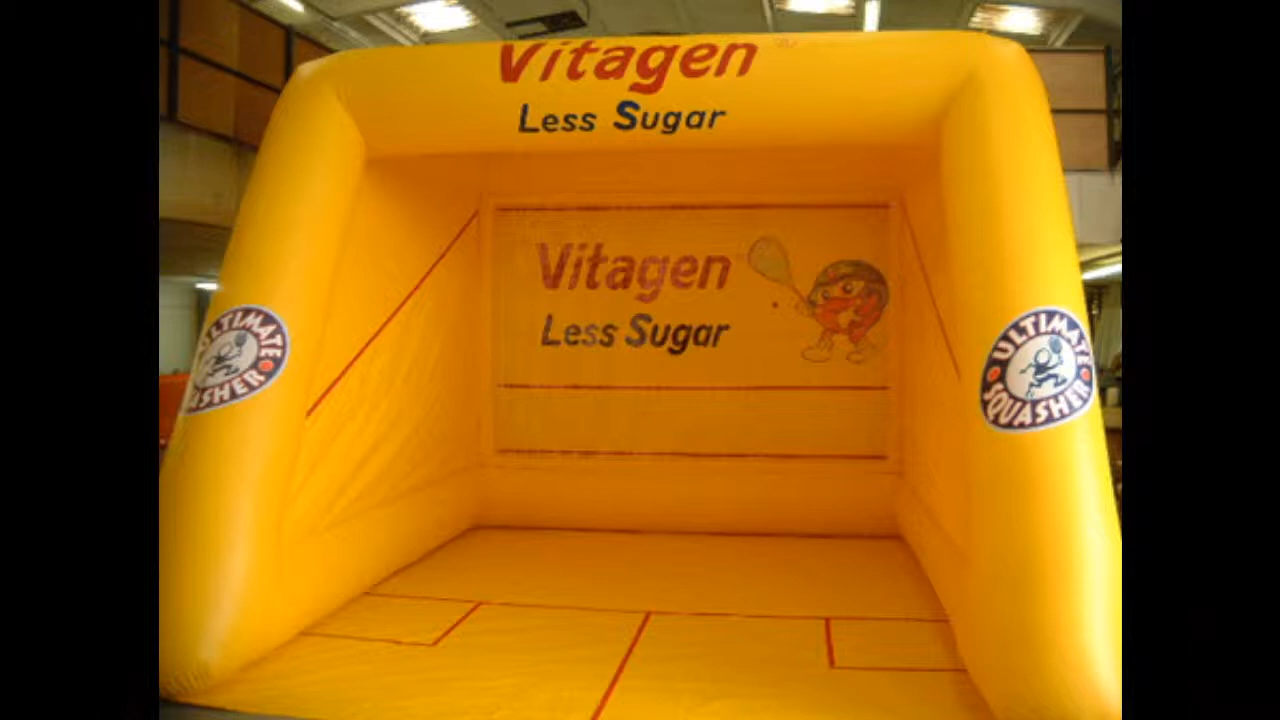 Vitagen
Less Sugar
Vitagen
Less Sugar
ULTIMATE
SQUASHER
ULTIMATE
SQUASHER